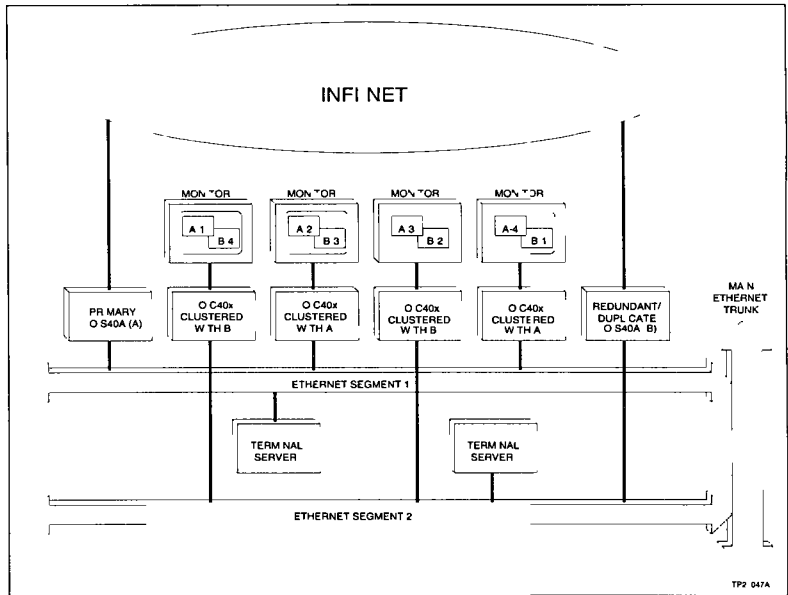 INFI NET
MON TOR
MON TOR
MON TOR
MON TOR
A 1
B 4
A 2
B 3
A 3
B 2
A-4
B 1
PR MARY
O S40A (A)
O C40x
CLUSTERED
W TH B
O C40x
CLUSTERED
W TH A
O C40x
CLUSTERED
W TH B
O C40x
CLUSTERED
W TH A
REDUNDANT/
DUPL CATE
O S40A B)
MA N
ETHERNET
TRUNK
ETHERNET SEGMENT 1
TERM NAL
SERVER
TERM NAL
SERVER
ETHERNET SEGMENT 2
TP2 047A